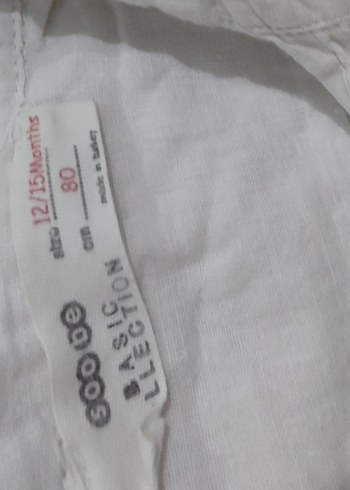 soobe
BASIC
LLECTION
size 12/15Months
cm 80
made in turkey